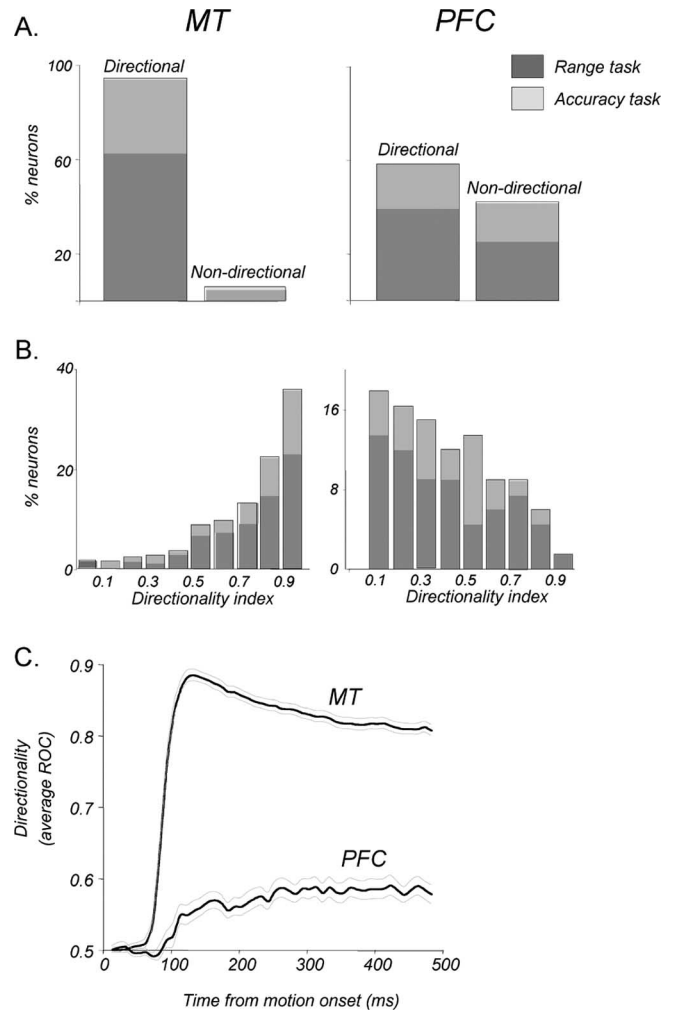 A.
MT
PFC
Range task
Accuracy task
100
60
20
% neurons
Directional
Non-directional
Directional
Non-directional
B.
40
20
0
% neurons
0.1 0.3 0.5 0.7 0.9
Directionality index
16
8
0
0.1 0.3 0.5 0.7 0.9
Directionality index
C.
0.9
0.8
0.7
0.6
0.5
Directionality
(average ROC)
MT
PFC
0 100 200 300 400 500
Time from motion onset (ms)